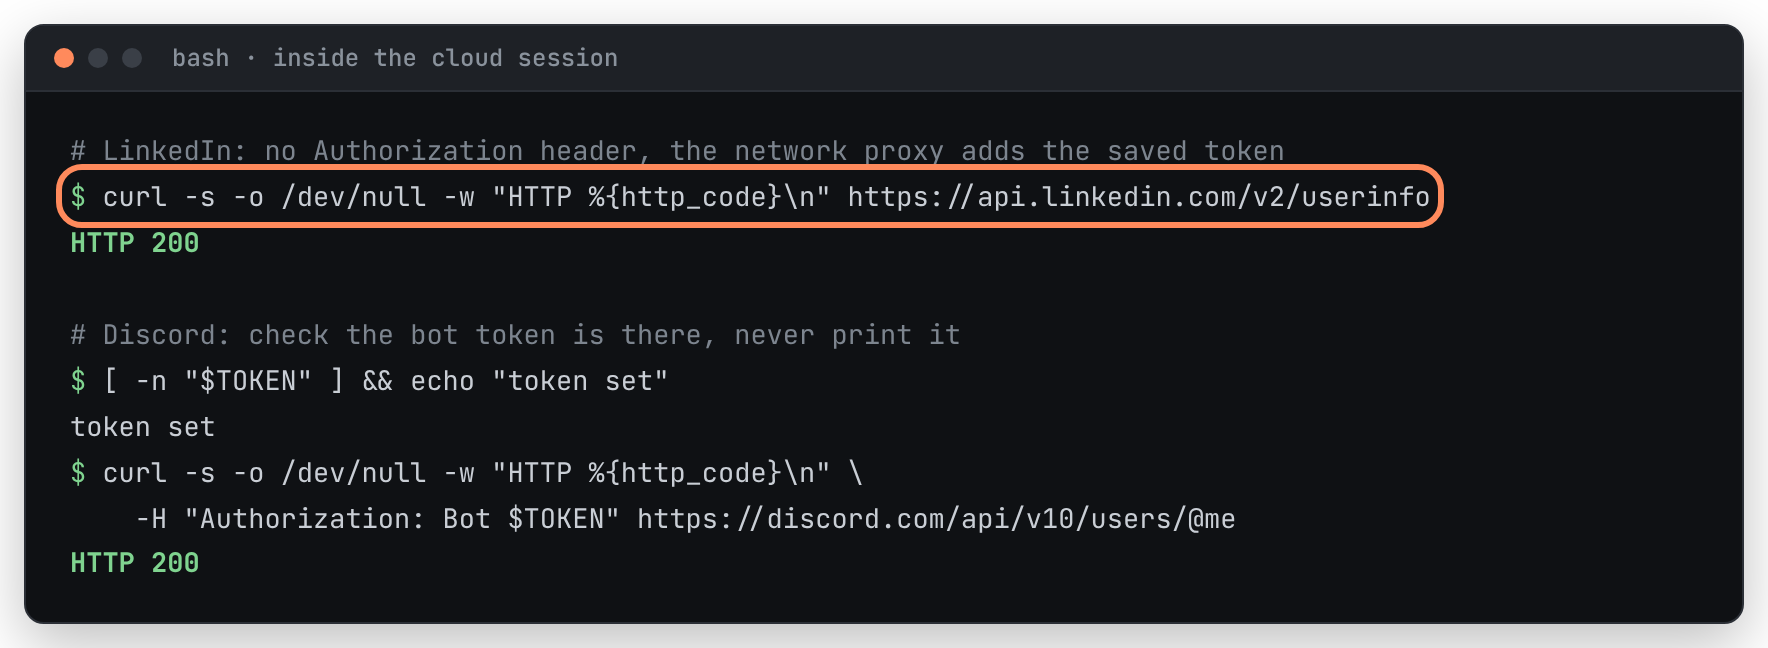 bash · inside the cloud session
# LinkedIn: no Authorization header, the network proxy adds the saved token
$ curl -s -o /dev/null -w "HTTP %{http_code}\n" https://api.linkedin.com/v2/userinfo
HTTP 200
# Discord: check the bot token is there, never print it
$ [ -n "$TOKEN" ] && echo "token set"
token set
$ curl -s -o /dev/null -w "HTTP %{http_code}\n" \
    -H "Authorization: Bot $TOKEN" https://discord.com/api/v10/users/@me
HTTP 200